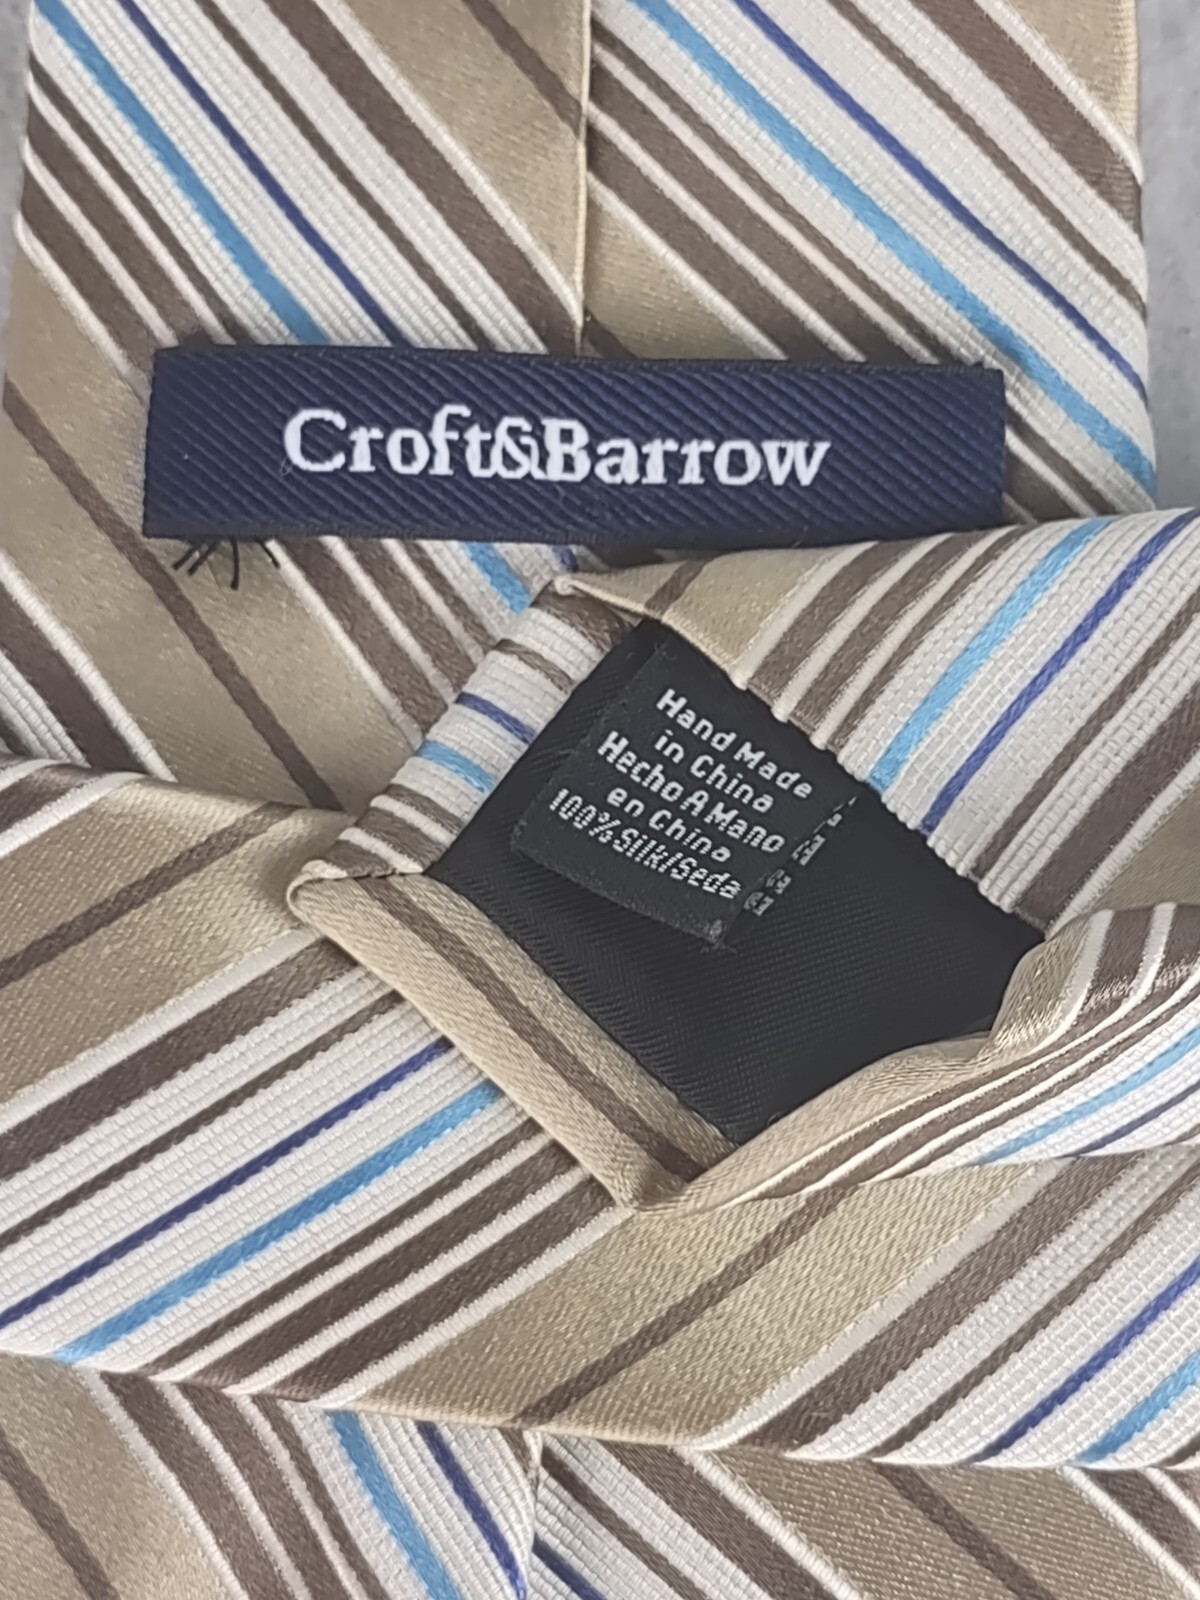 Croft&Barrow
Hand Made
in China
Hecho A Mano
en China
100%Silk/Seda